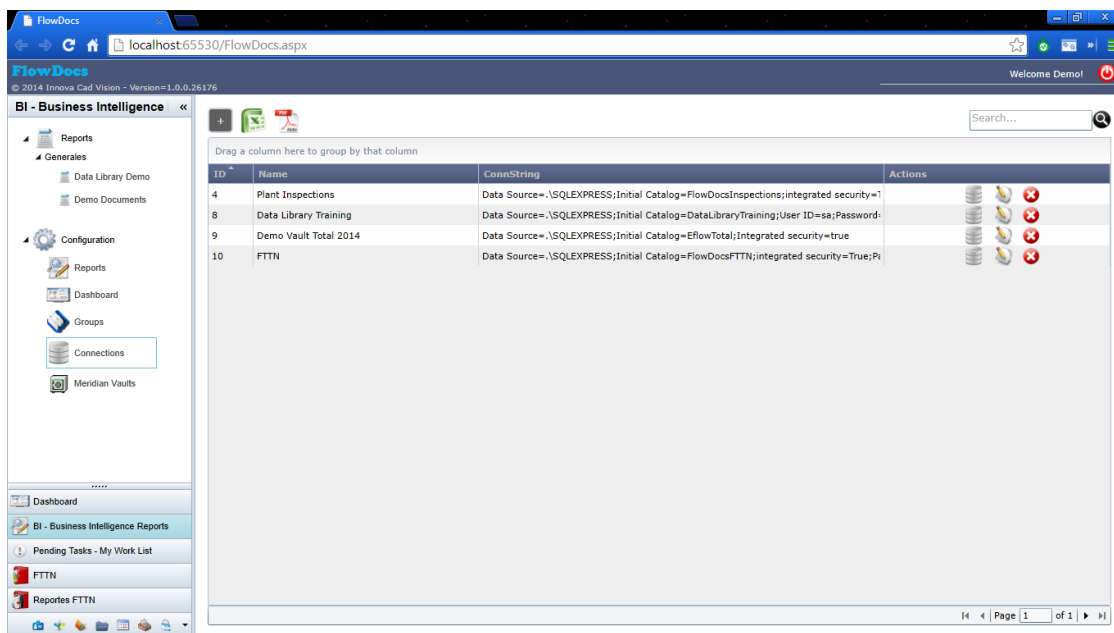 FlowDocs
localhost:65530/FlowDocs.aspx
FlowDocs
© 2014 Innova Cad Vision - Version=1.0.0.26176
Welcome Demo!
BI - Business Intelligence «
Reports
Generales
Data Library Demo
Demo Documents
Configuration
Reports
Dashboard
Groups
Connections
Meridian Vaults
Dashboard
BI - Business Intelligence Reports
Pending Tasks - My Work List
FTTN
Reportes FTTN
+
PDF
Search...
Drag a column here to group by that column
ID Name ConnString Actions
4 Plant Inspections Data Source=.\SQLEXPRESS;Initial Catalog=FlowDocsInspections;integrated security=T
8 Data Library Training Data Source=.\SQLEXPRESS;Initial Catalog=DataLibraryTraining;User ID=sa;Password=
9 Demo Vault Total 2014 Data Source=.\SQLEXPRESS;Initial Catalog=EflowTotal;Integrated security=true
10 FTTN Data Source=.\SQLEXPRESS;Initial Catalog=FlowDocsFTTN;integrated security=True;Pa
Page 1 of 1